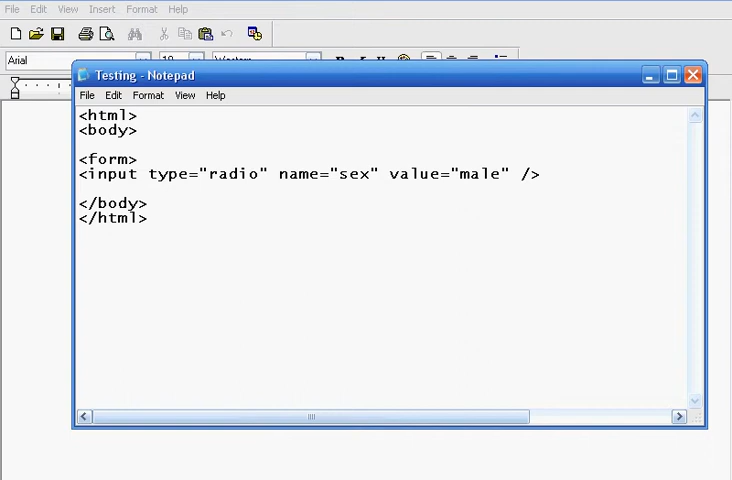 File Edit View Insert Format Help
Arial
Testing - Notepad
File Edit Format View Help
<html>
<body>
<form>
<input type="radio" name="sex" value="male" />
</body>
</html>